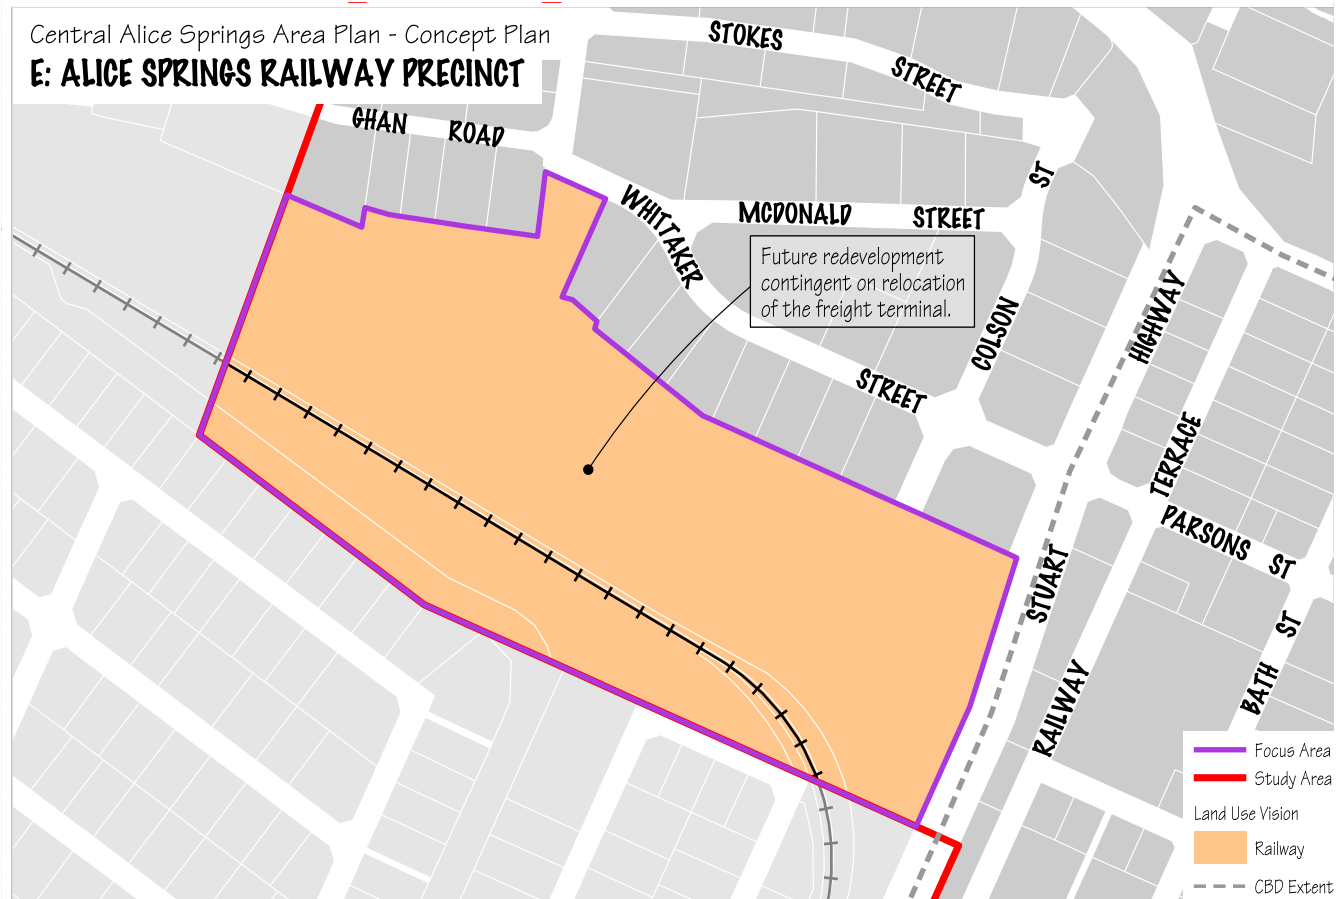 Central Alice Springs Area Plan - Concept Plan
E: ALICE SPRINGS RAILWAY PRECINCT
STOKES
STREET
GHAN ROAD
ST
WHITTAKER
MCDONALD STREET
Future redevelopment
contingent on relocation
of the freight terminal.
HIGHWAY
COLSON
STREET
TERRACE
PARSONS ST
STUART
ST
BATH
RAILWAY
Focus Area
Study Area
Land Use Vision
Railway
CBD Extent